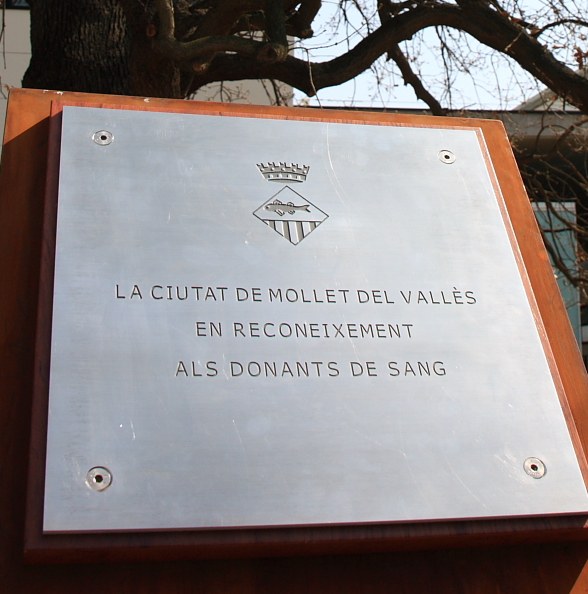 LA CIUTAT DE MOLLET DEL VALLÈS
EN RECONEIXEMENT
ALS DONANTS DE SANG